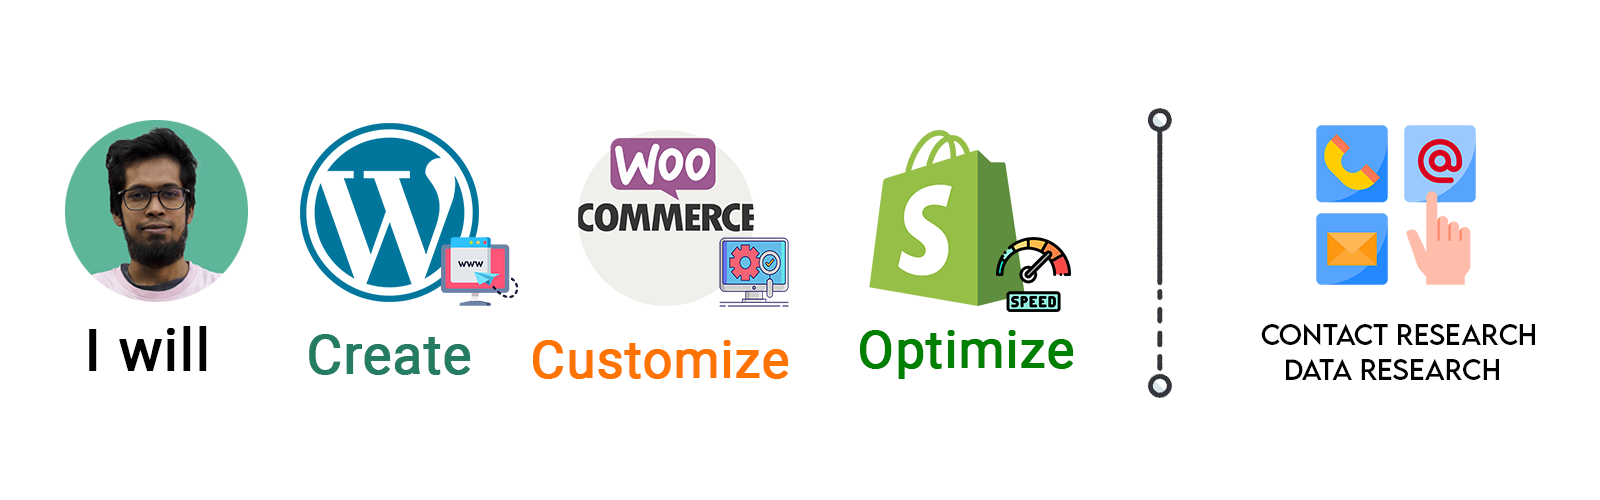 I will
www
Create
WOO
COMMERCE
Customize
S
SPEED
Optimize
@
CONTACT RESEARCH
DATA RESEARCH